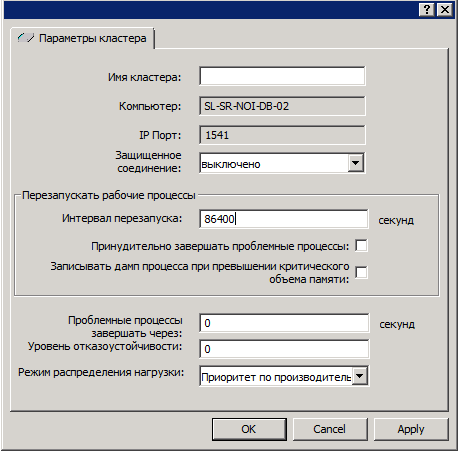 Параметры кластера
Имя кластера:
Компьютер: SL-SR-NOI-DB-02
IP Порт: 1541
Защищенное
соединение: выключено
Перезапускать рабочие процессы
Интервал перезапуска: 86400 секунд
Принудительно завершать проблемные процессы:
Записывать дамп процесса при превышении критического
объема памяти:
Проблемные процессы
завершать через: 0 секунд
Уровень отказоустойчивости: 0
Режим распределения нагрузки: Приоритет по производитель
OK Cancel Apply